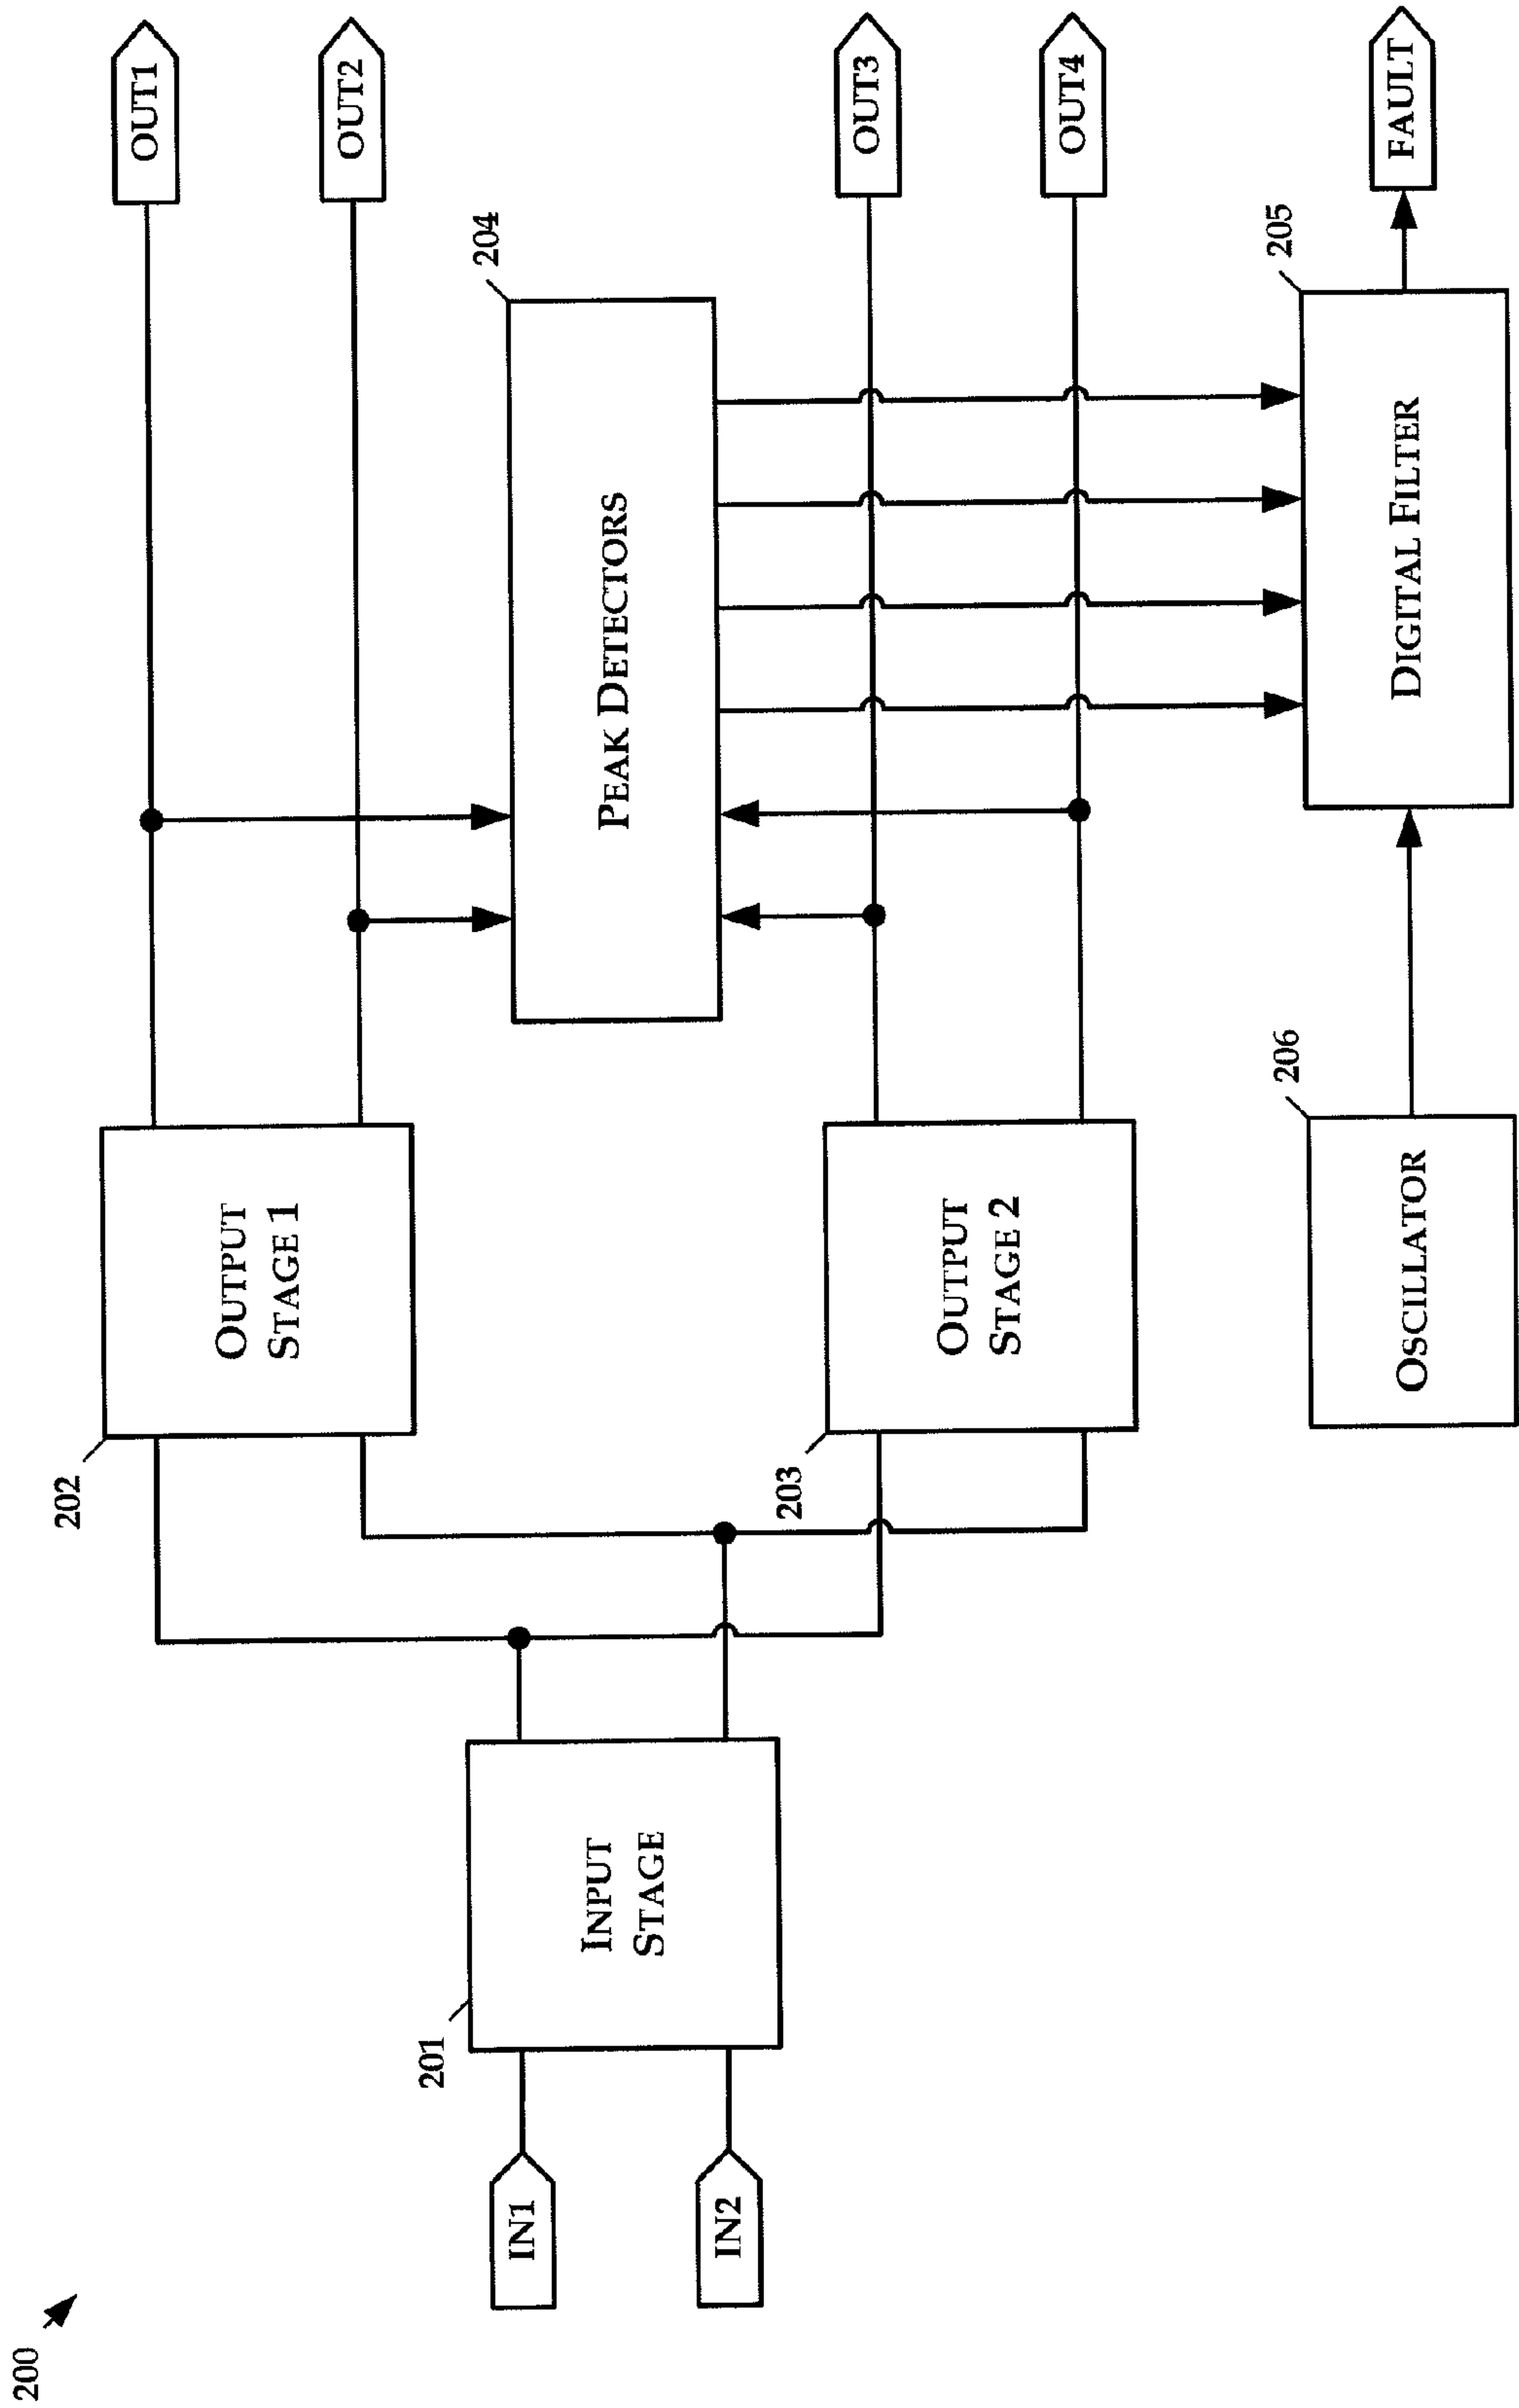 200
IN1
IN2
201
INPUT
STAGE
202
OUTPUT
STAGE 1
203
OUTPUT
STAGE 2
204
PEAK DETECTORS
206
OSCILLATOR
205
DIGITAL FILTER
OUT1
OUT2
OUT3
OUT4
FAULT